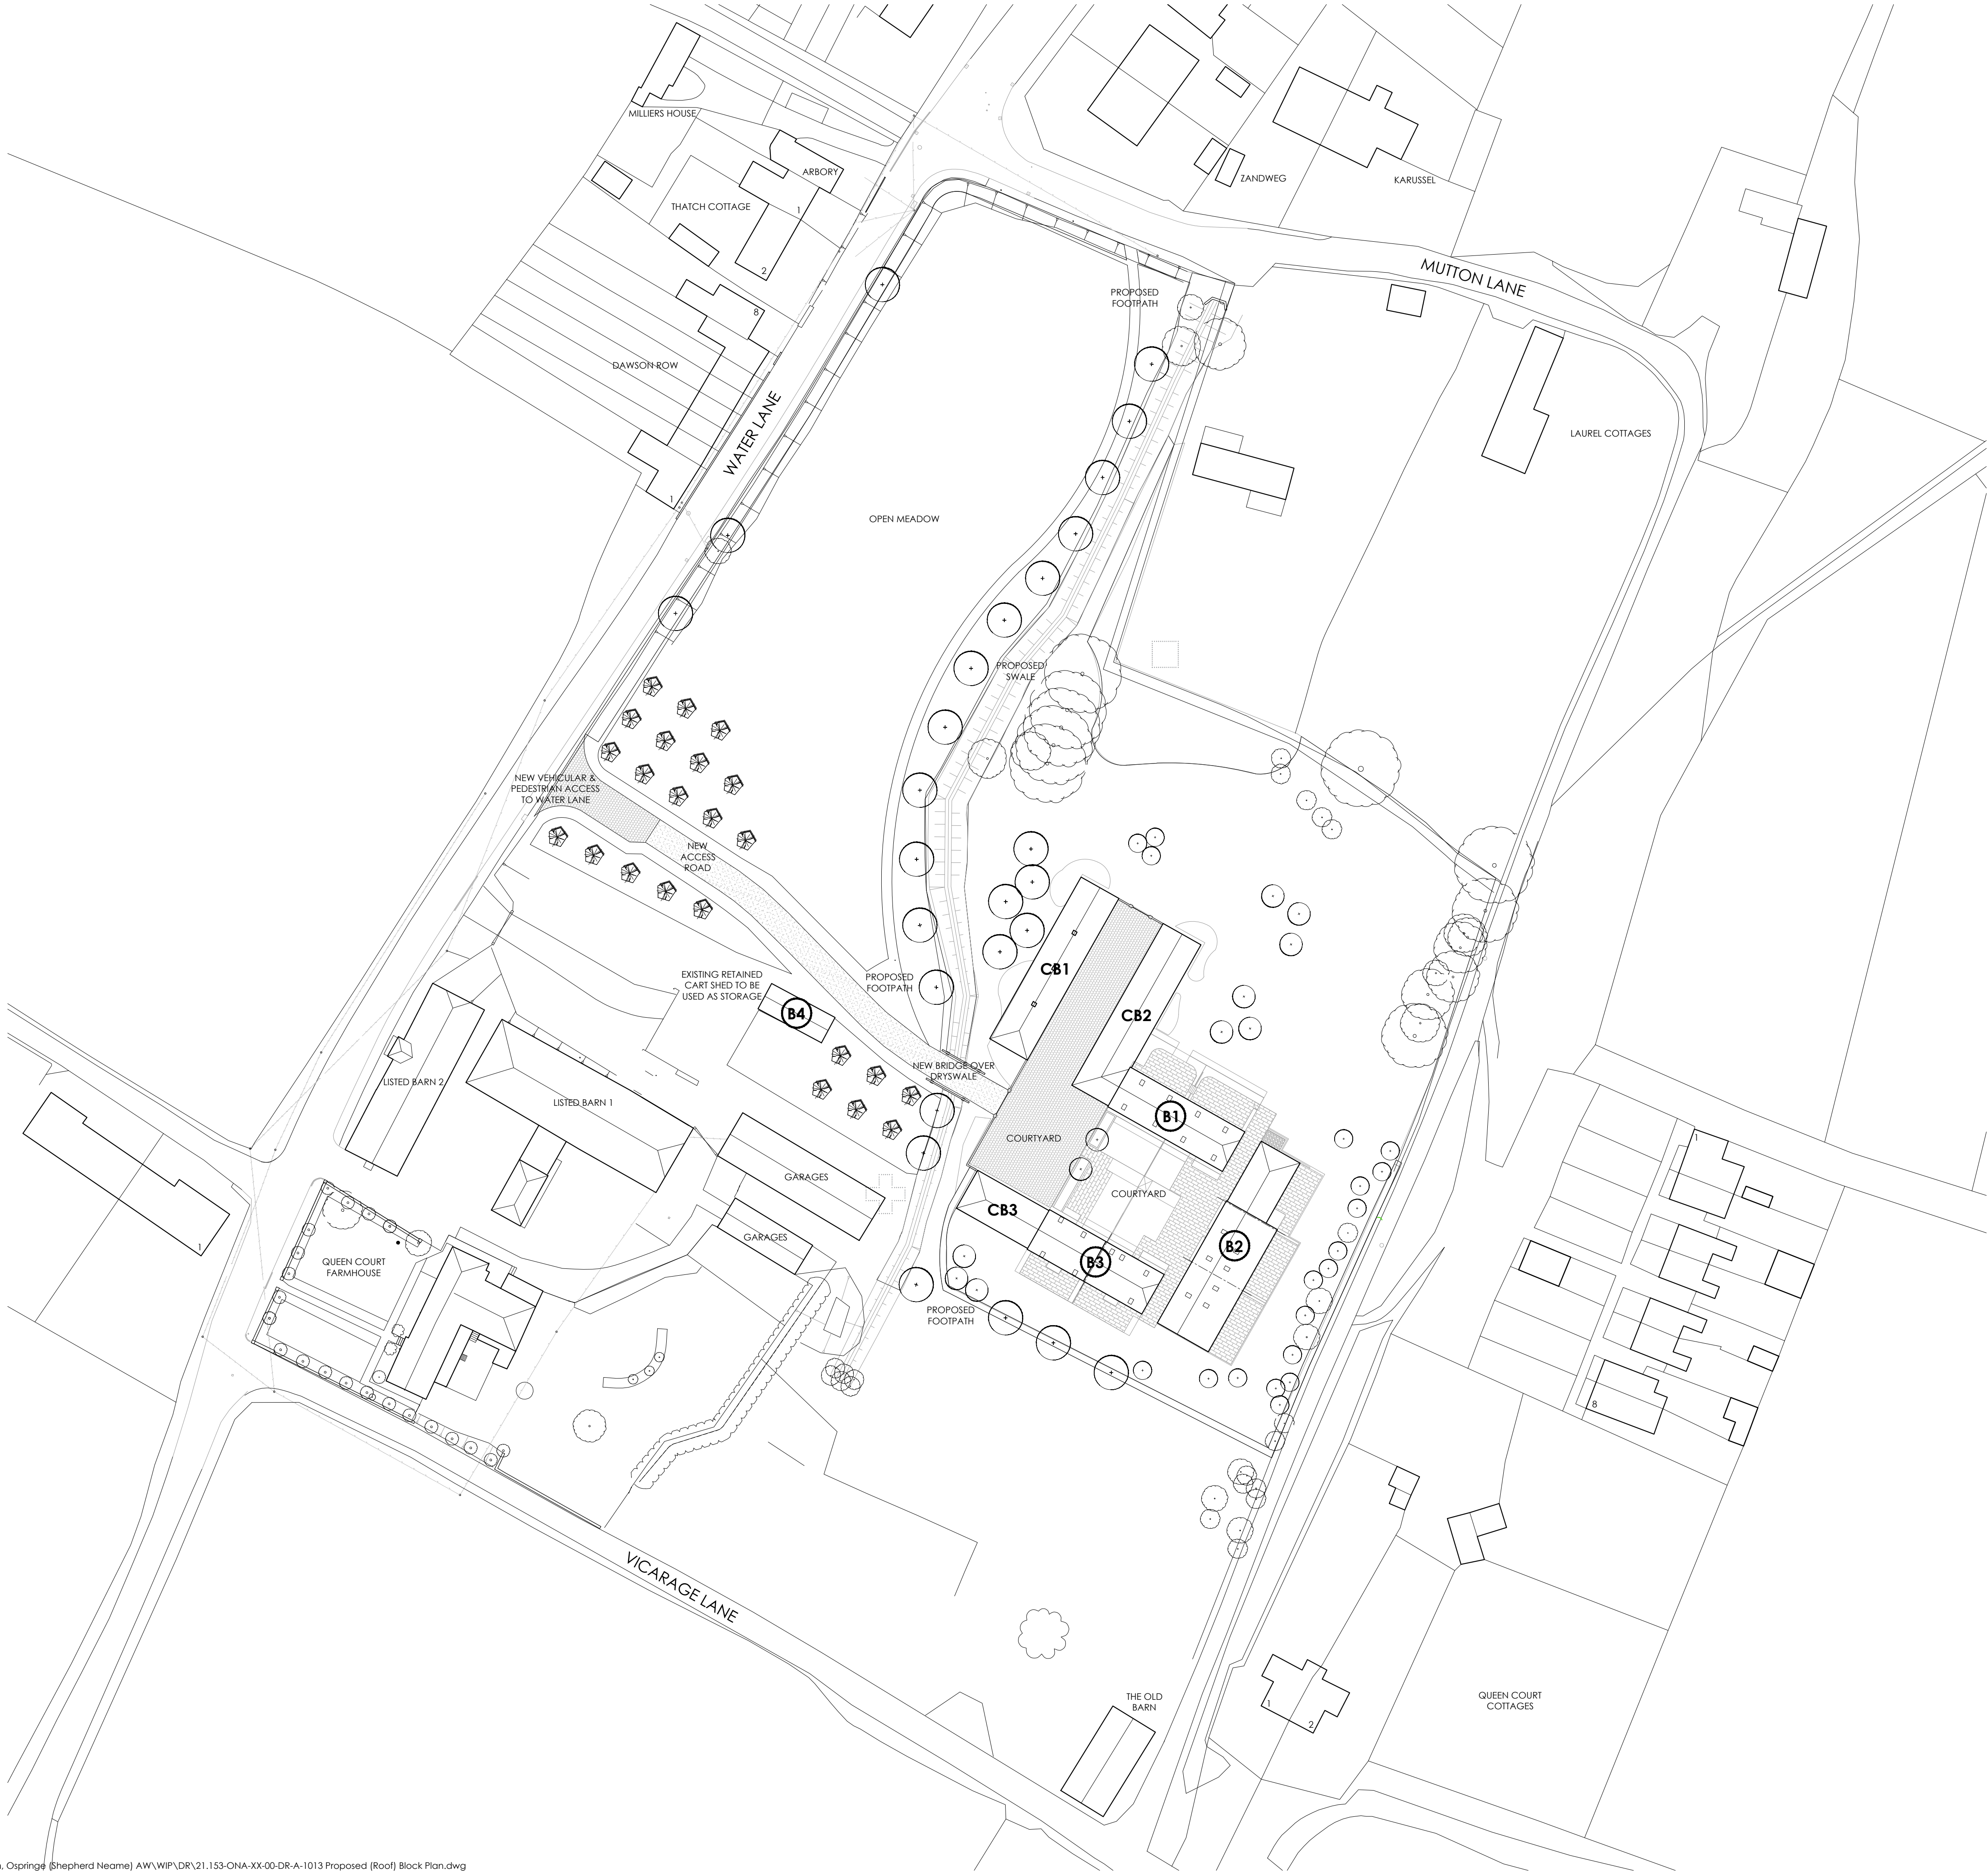 MILLIERS HOUSE
ARBORY
THATCH COTTAGE
1
2
ZANDWEG
KARUSSEL
MUTTON LANE
PROPOSED
FOOTPATH
8
DAWSON ROW
WATER LANE
1
LAUREL COTTAGES
OPEN MEADOW
PROPOSED
SWALE
NEW VEHICULAR &
PEDESTRIAN ACCESS
TO WATER LANE
NEW
ACCESS
ROAD
EXISTING RETAINED
CART SHED TO BE
USED AS STORAGE
B4
PROPOSED
FOOTPATH
CB1
CB2
NEW BRIDGE OVER
DRYSWALE
LISTED BARN 2
LISTED BARN 1
B1
COURTYARD
COURTYARD
GARAGES
CB3
GARAGES
B3
B2
1
QUEEN COURT
FARMHOUSE
PROPOSED
FOOTPATH
1
8
VICARAGE LANE
THE OLD
BARN
1
2
QUEEN COURT
COTTAGES
, Ospringe (Shepherd Neame) AW\WIP\DR\21.153-ONA-XX-00-DR-A-1013 Proposed (Roof) Block Plan.dwg